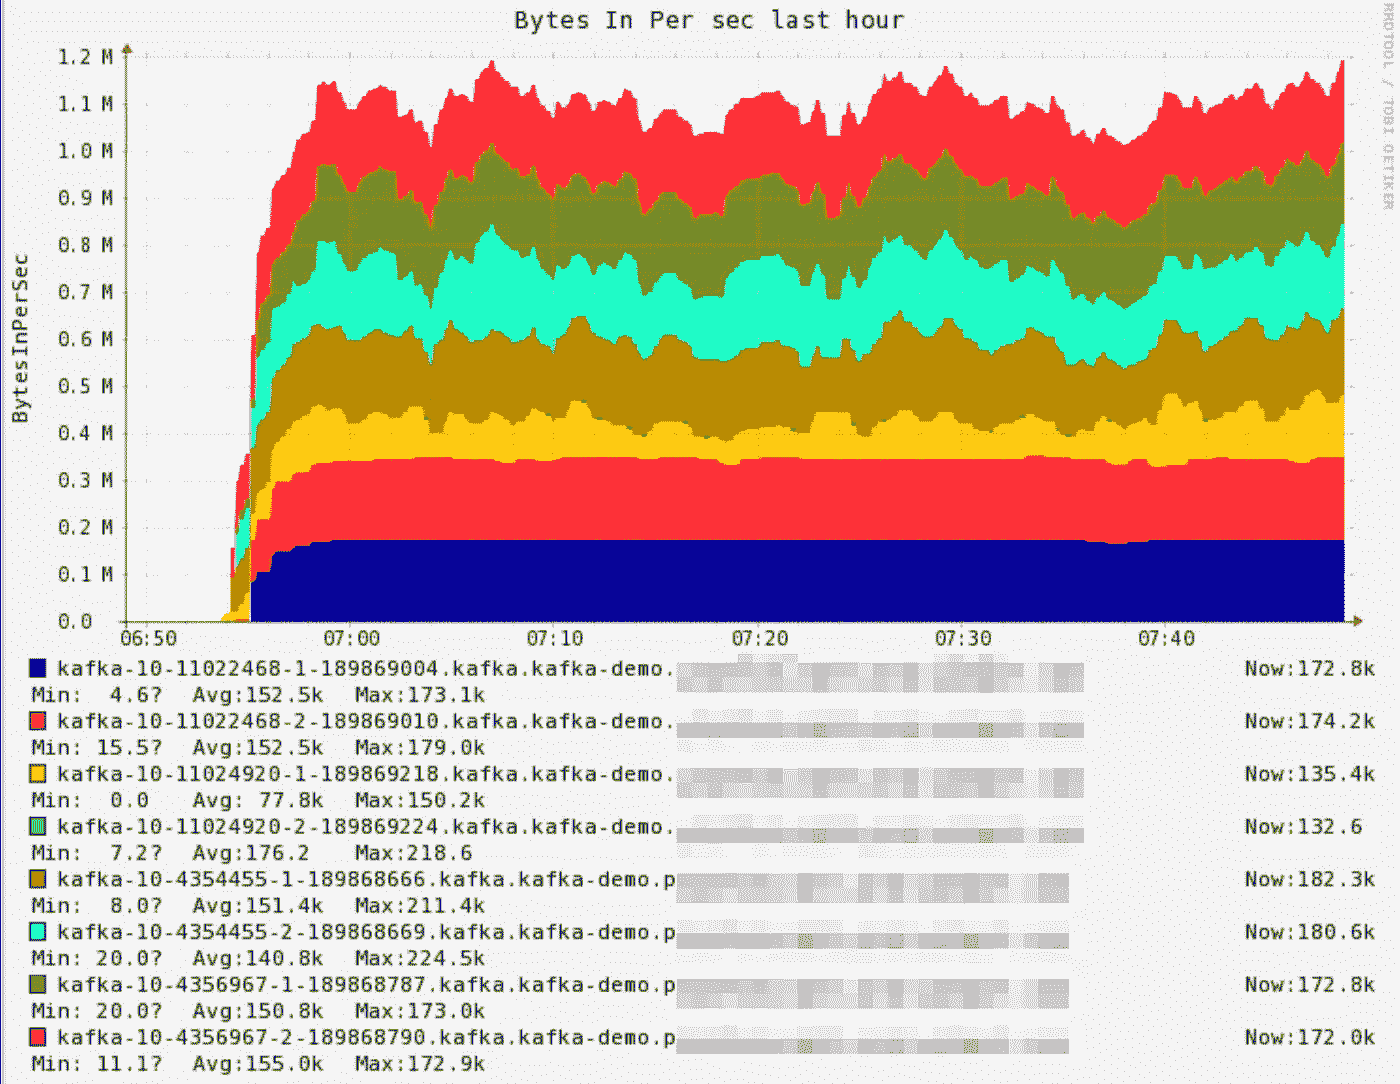 Bytes In Per sec last hour
RRDTOOL / TOBI OETIKER
BytesInPerSec
1.2 M
1.1 M
1.0 M
0.9 M
0.8 M
0.7 M
0.6 M
0.5 M
0.4 M
0.3 M
0.2 M
0.1 M
0.0
06:50 07:00 07:10 07:20 07:30 07:40
kafka-10-11022468-1-189869004.kafka.kafka-demo. Now:172.8k
Min: 4.6? Avg:152.5k Max:173.1k
kafka-10-11022468-2-189869010.kafka.kafka-demo. Now:174.2k
Min: 15.5? Avg:152.5k Max:179.0k
kafka-10-11024920-1-189869218.kafka.kafka-demo. Now:135.4k
Min: 0.0 Avg: 77.8k Max:150.2k
kafka-10-11024920-2-189869224.kafka.kafka-demo. Now:132.6
Min: 7.2? Avg:176.2 Max:218.6
kafka-10-4354455-1-189868666.kafka.kafka-demo.p Now:182.3k
Min: 8.0? Avg:151.4k Max:211.4k
kafka-10-4354455-2-189868669.kafka.kafka-demo.p Now:180.6k
Min: 20.0? Avg:140.8k Max:224.5k
kafka-10-4356967-1-189868787.kafka.kafka-demo.p Now:172.8k
Min: 20.0? Avg:150.8k Max:173.0k
kafka-10-4356967-2-189868790.kafka.kafka-demo.p Now:172.0k
Min: 11.1? Avg:155.0k Max:172.9k